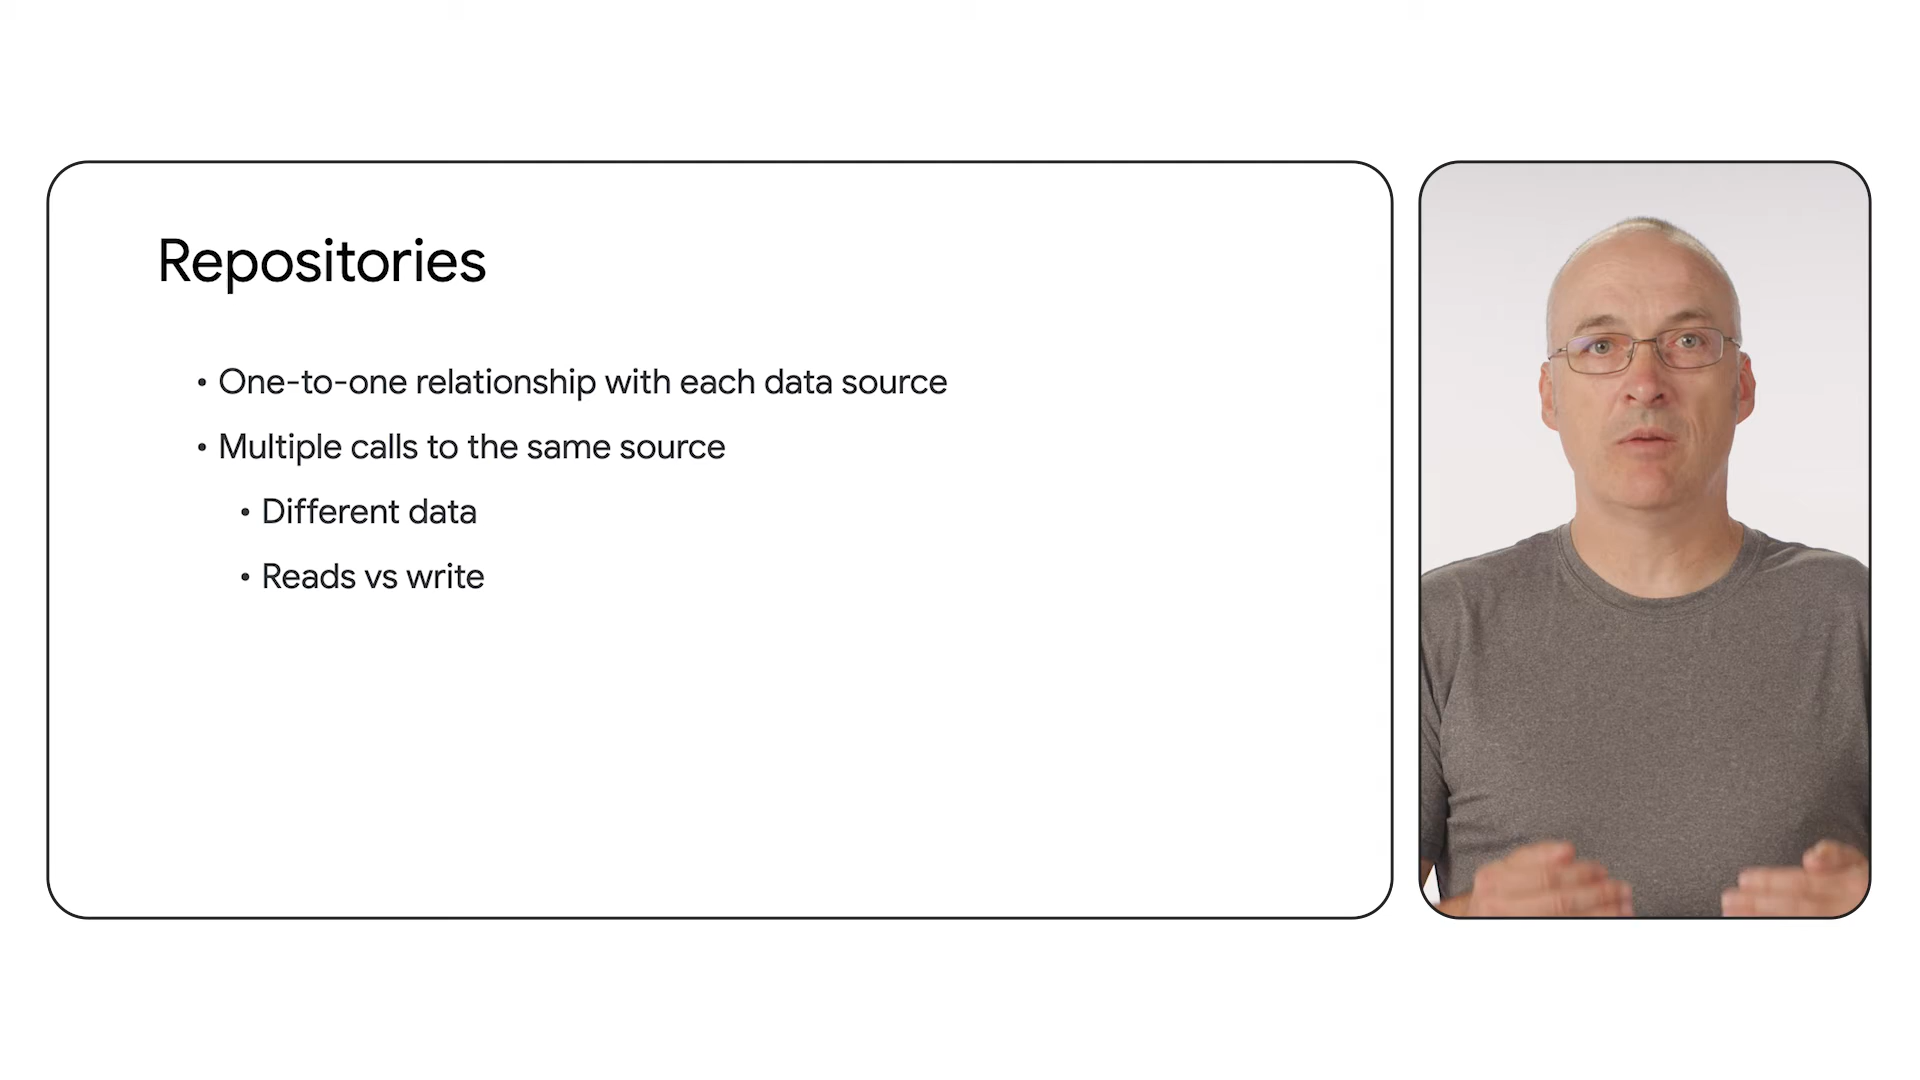 Repositories
• One-to-one relationship with each data source
• Multiple calls to the same source
• Different data
• Reads vs write